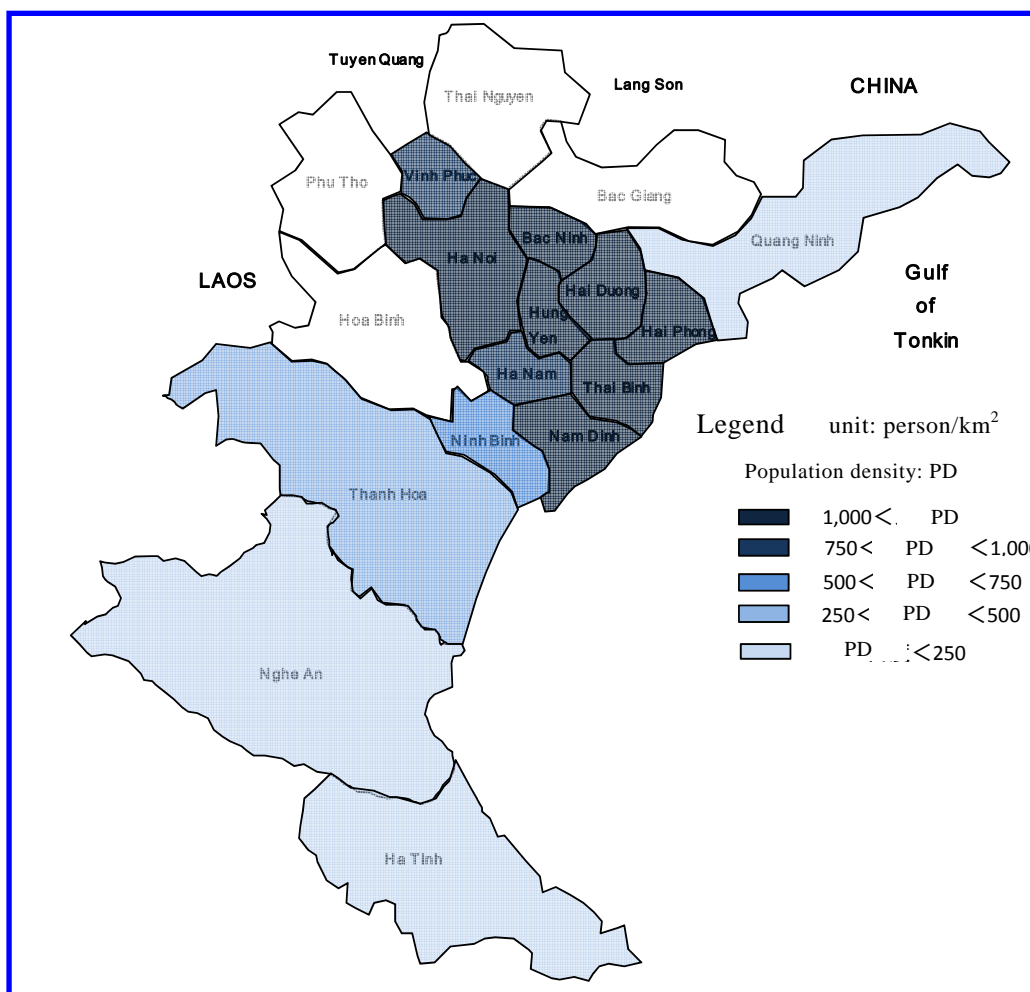 Tuyen Quang
Thai Nguyen
Lang Son
CHINA
Phu Tho
Vinh Phuc
Bac Giang
Quang Ninh
Bac Ninh
Ha Noi
LAOS
Hai Duong
Gulf
of
Tonkin
Hoa Binh
Hung
Yen
Hai Phong
Ha Nam
Thai Binh
Nam Dinh
Ninh Binh
Thanh Hoa
Nghe An
Ha Tinh
Legend unit: person/km²
Population density: PD
1,000< PD
750< PD <1,00
500< PD <750
250< PD <500
PD <250